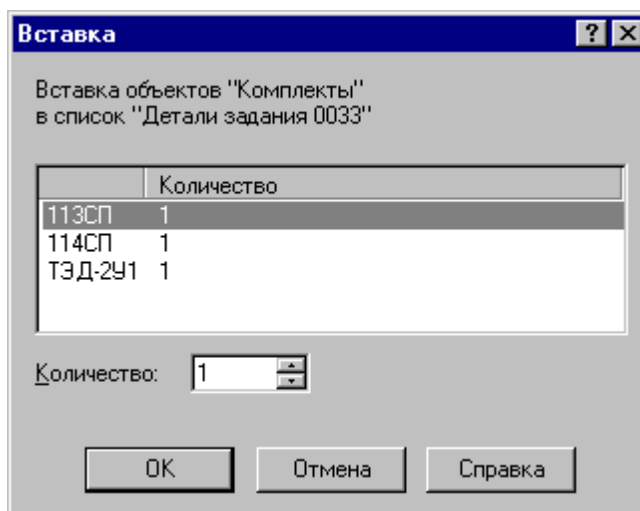 Вставка
Вставка объектов "Комплекты"
в список "Детали задания 0033"
Количество
113СП 1
114СП 1
ТЭД-2У1 1
Количество: 1
OK Отмена Справка